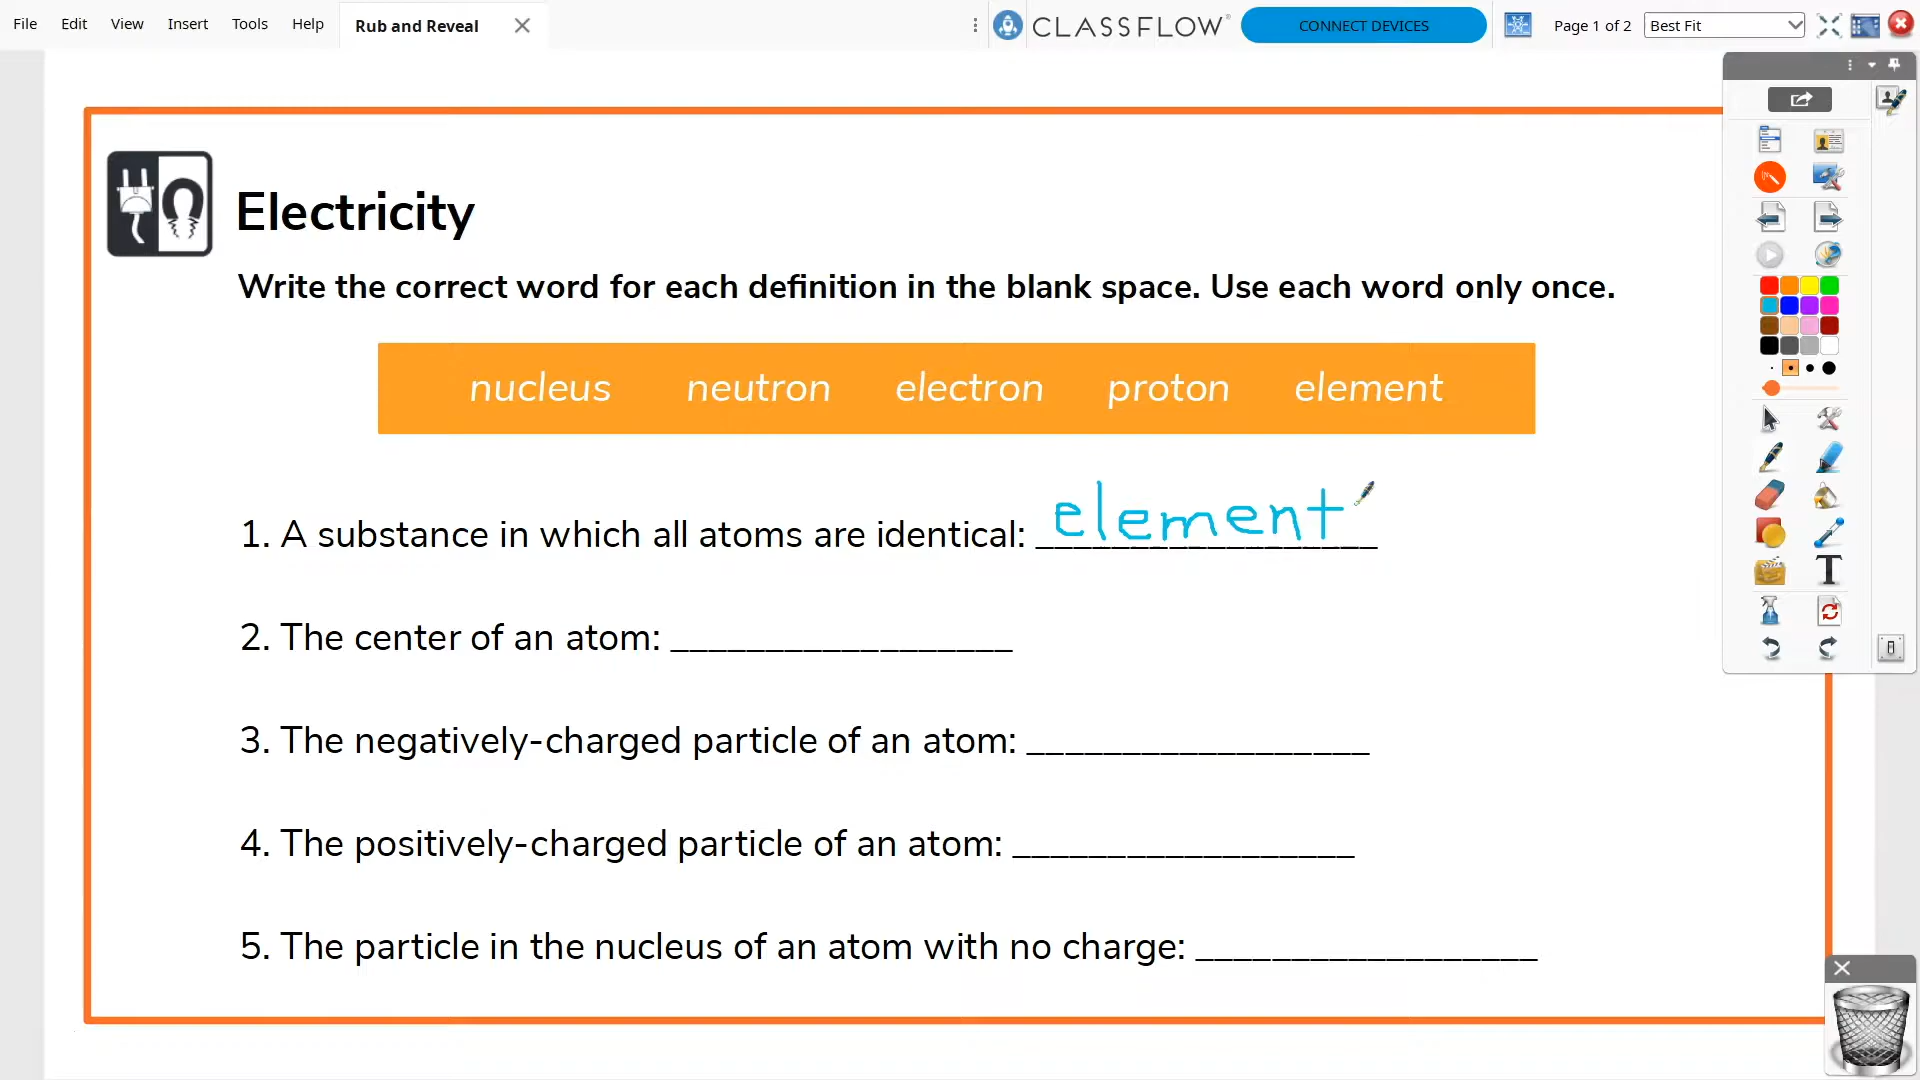 File Edit View Insert Tools Help Rub and Reveal CLASSFLOW CONNECT DEVICES Page 1 of 2 Best Fit
Electricity
Write the correct word for each definition in the blank space. Use each word only once.
nucleus neutron electron proton element
1. A substance in which all atoms are identical: element
2. The center of an atom: __________________
3. The negatively-charged particle of an atom: __________________
4. The positively-charged particle of an atom: __________________
5. The particle in the nucleus of an atom with no charge: __________________